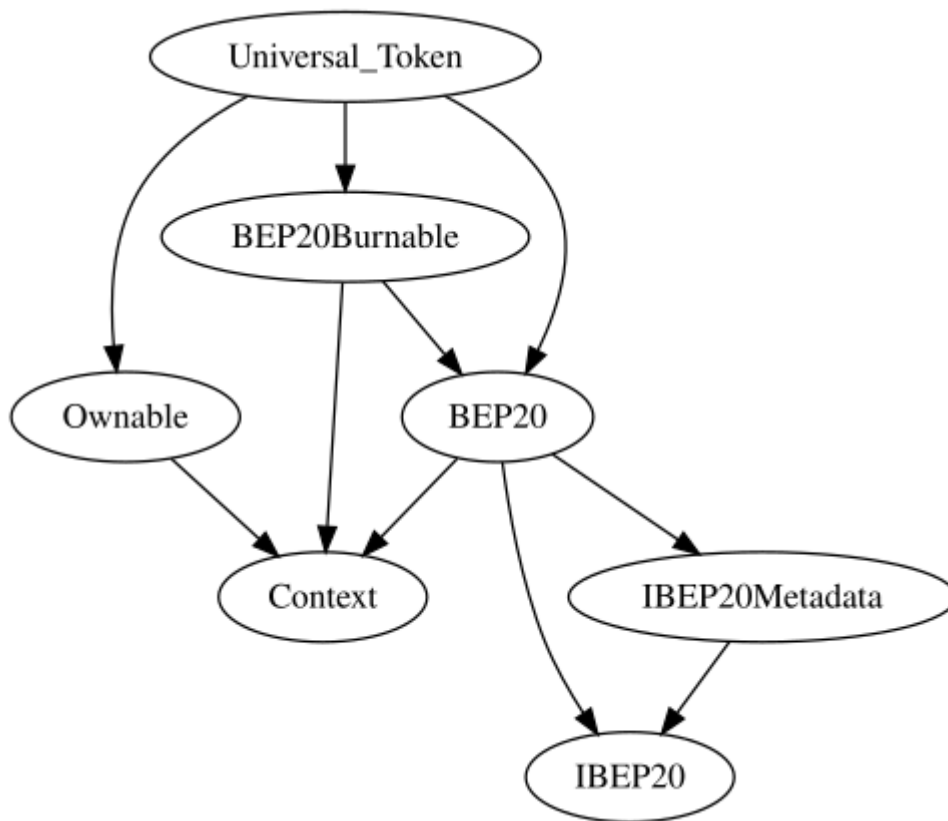 Universal_Token
BEP20Burnable
Ownable
BEP20
Context
IBEP20Metadata
IBEP20